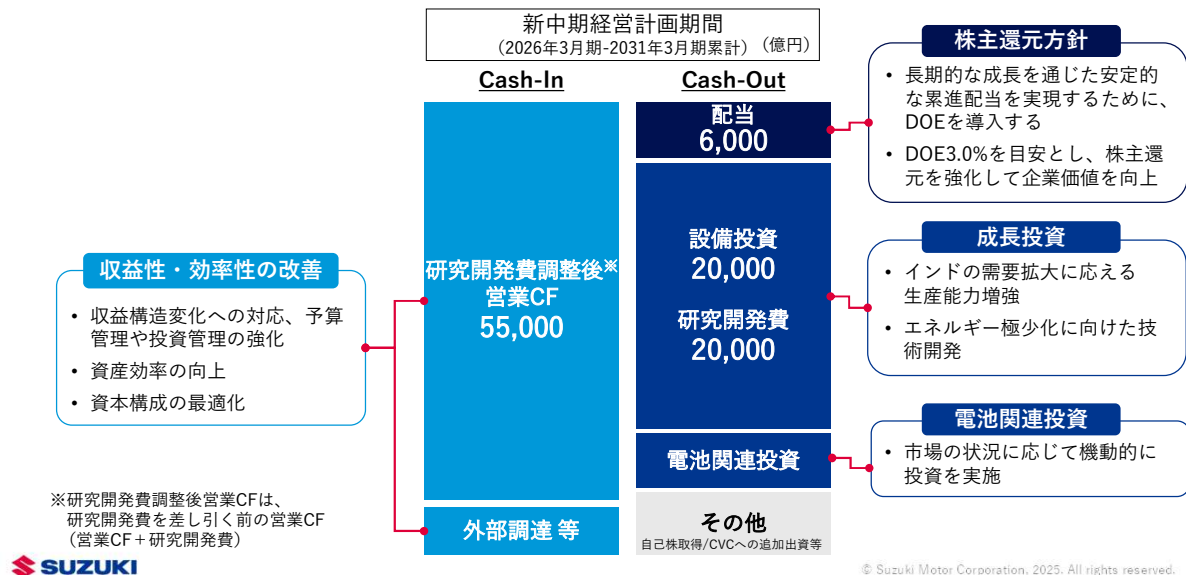 新中期経営計画期間
（2026年3月期-2031年3月期累計）（億円）
Cash-In
Cash-Out
収益性・効率性の改善
• 収益構造変化への対応、予算
管理や投資管理の強化
• 資産効率の向上
• 資本構成の最適化
研究開発費調整後※
営業CF
55,000
外部調達 等
配当
6,000
設備投資
20,000
研究開発費
20,000
電池関連投資
その他
自己株取得/CVCへの追加出資等
株主還元方針
• 長期的な成長を通じた安定的
な累進配当を実現するために、
DOEを導入する
• DOE3.0%を目安とし、株主還
元を強化して企業価値を向上
成長投資
• インドの需要拡大に応える
生産能力増強
• エネルギー極少化に向けた技
術開発
電池関連投資
• 市場の状況に応じて機動的に
投資を実施
※研究開発費調整後営業CFは、
研究開発費を差し引く前の営業CF
（営業CF＋研究開発費）
SUZUKI
© Suzuki Motor Corporation, 2025. All rights reserved.